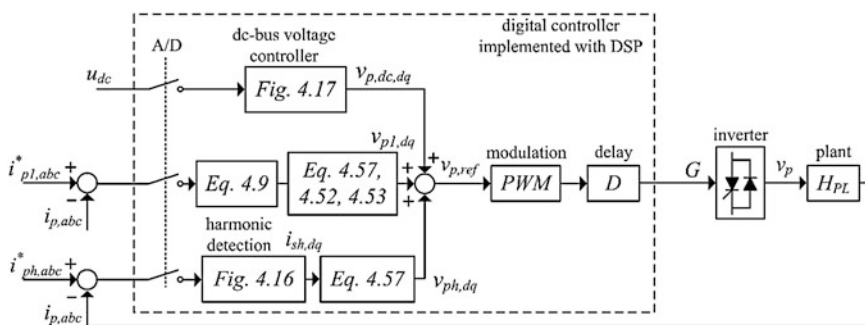 digital controller
implemented with DSP
dc-bus voltage
controller
A/D
u_dc
Fig. 4.17
v_p,dc,dq
v_p1,dq
i*_p1,abc
+
−
i_p,abc
Eq. 4.9
Eq. 4.57,
4.52, 4.53
+
+
+
v_p,ref
modulation
PWM
delay
D
G
inverter
v_p
plant
H_PL
harmonic
detection
i_sh,dq
i*_ph,abc
+
−
i_p,abc
Fig. 4.16
Eq. 4.57
v_ph,dq